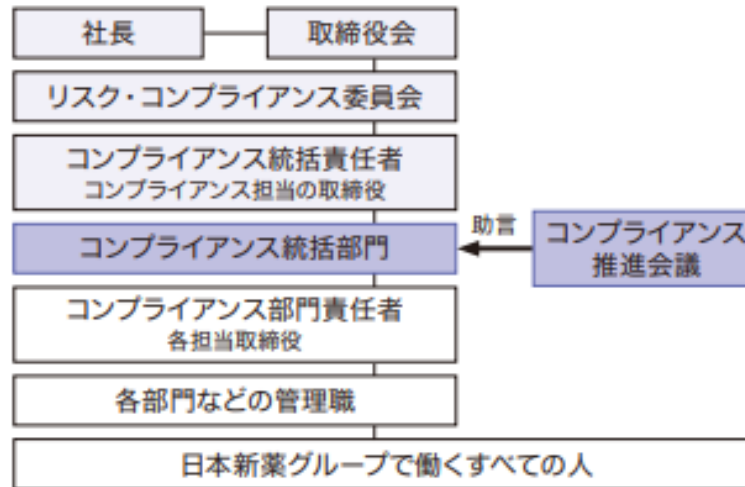 社長
取締役会
リスク・コンプライアンス委員会
コンプライアンス統括責任者
コンプライアンス担当の取締役
コンプライアンス統括部門
助言
コンプライアンス
推進会議
コンプライアンス部門責任者
各担当取締役
各部門などの管理職
日本新薬グループで働くすべての人